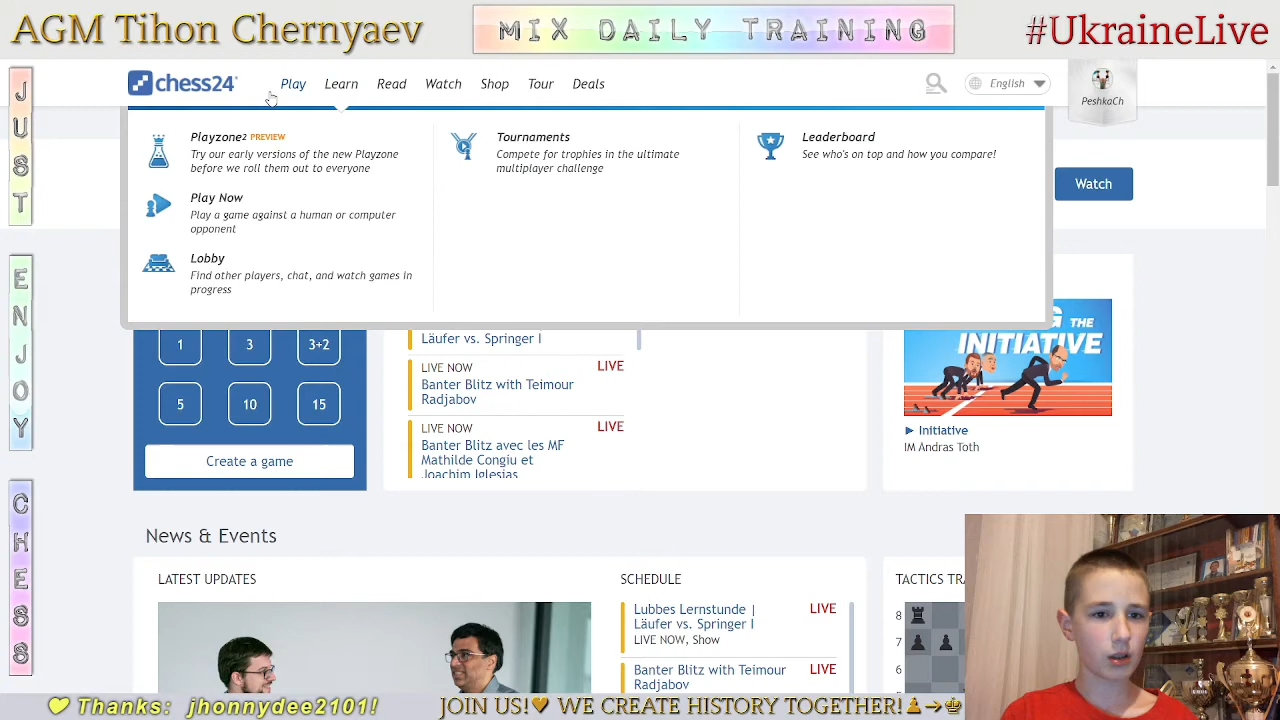 AGM Tihon Chernyaev
MIX DAILY TRAINING
#UkraineLive
JUST
ENJOY
CHESS
chess24
Play Learn Read Watch Shop Tour Deals
English
PeshkaCh
Playzone² PREVIEW
Try our early versions of the new Playzone
before we roll them out to everyone
Play Now
Play a game against a human or computer
opponent
Lobby
Find other players, chat, and watch games in
progress
Tournaments
Compete for trophies in the ultimate
multiplayer challenge
Leaderboard
See who's on top and how you compare!
Watch
1 3 3+2
5 10 15
Create a game
Läufer vs. Springer I
LIVE NOW LIVE
Banter Blitz with Teimour
Radjabov
LIVE NOW LIVE
Banter Blitz avec les MF
Mathilde Congiu et
Joachim Iglesias
THE
INITIATIVE
Initiative
IM Andras Toth
News & Events
LATEST UPDATES
SCHEDULE
Lubbes Lernstunde | LIVE
Läufer vs. Springer I
LIVE NOW, Show
Banter Blitz with Teimour LIVE
Radjabov
TACTICS TRA
8
7
6
Thanks: jhonnydee2101!
JOIN US! WE CREATE HISTORY TOGETHER!